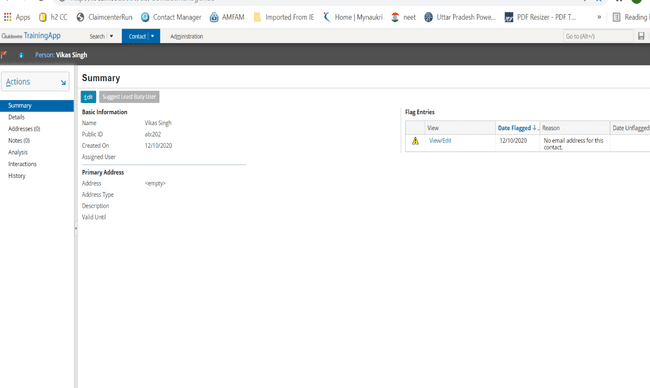 Apps h2 CC ClaimcenterRun Contact Manager AMFAM Imported From IE Home | Mynaukri neet Uttar Pradesh Powe... PDF Resizer - PDF T... » Reading
Guidewire TrainingApp Search Contact Administration Go to (Alt+/)
Person: Vikas Singh
Actions
Summary
Details
Addresses (0)
Notes (0)
Analysis
Interactions
History
Summary
Edit Suggest Least Busy User
Basic Information
Name Vikas Singh
Public ID ab:202
Created On 12/10/2020
Assigned User
Primary Address
Address <empty>
Address Type
Description
Valid Until
Flag Entries
View Date Flagged ↓ Reason Date Unflagged
View/Edit 12/10/2020 No email address for this
contact.